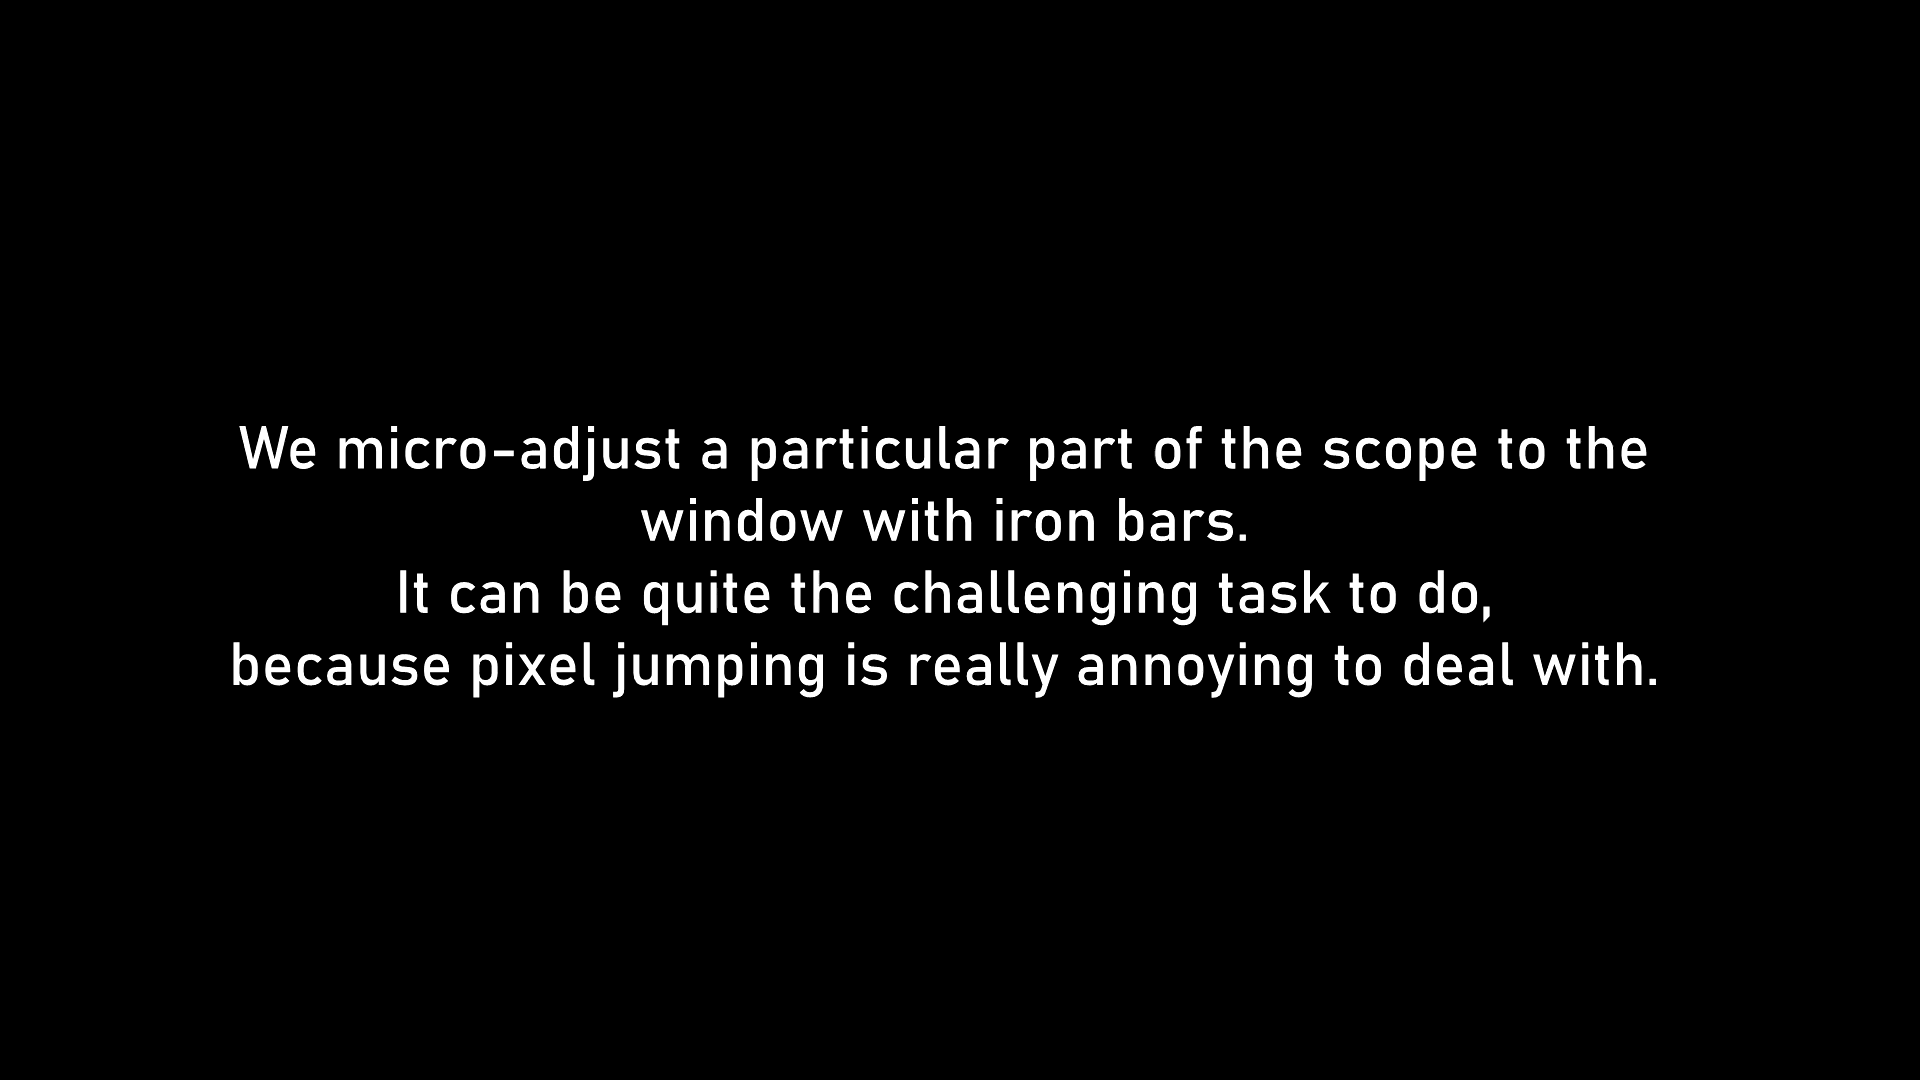 We micro-adjust a particular part of the scope to the
window with iron bars.
It can be quite the challenging task to do,
because pixel jumping is really annoying to deal with.